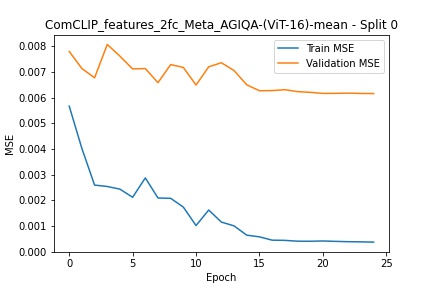 ComCLIP_features_2fc_Meta_AGIQA-(ViT-16)-mean - Split 0
Train MSE
Validation MSE
MSE
0.008
0.007
0.006
0.005
0.004
0.003
0.002
0.001
0.000
0 5 10 15 20 25
Epoch